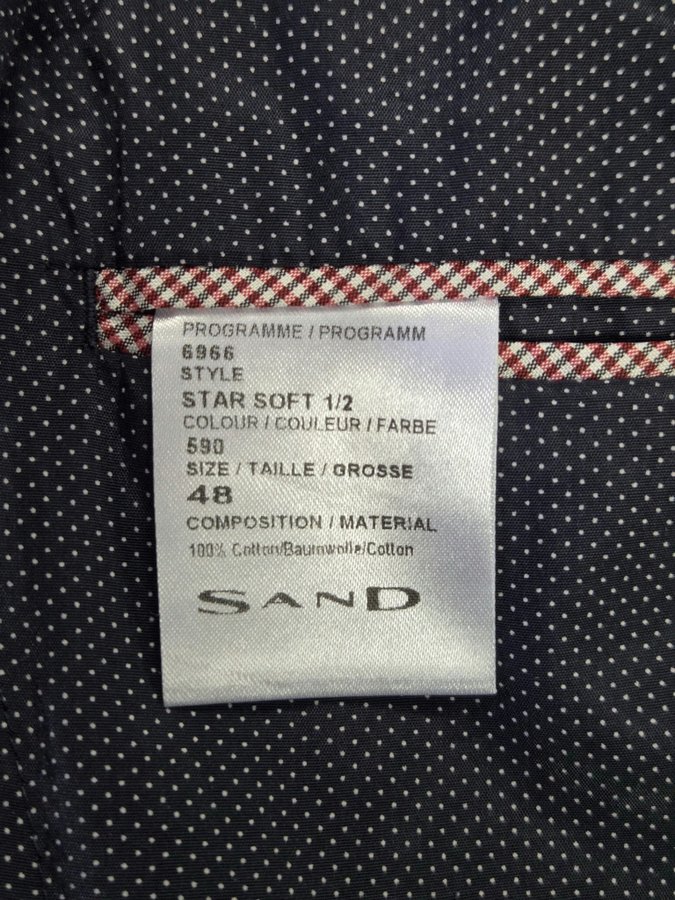 PROGRAMME / PROGRAMM
6966
STYLE
STAR SOFT 1/2
COLOUR / COULEUR / FARBE
590
SIZE / TAILLE / GROSSE
48
COMPOSITION / MATERIAL
100% Cotton/Baumwolle/Cotton
SAND